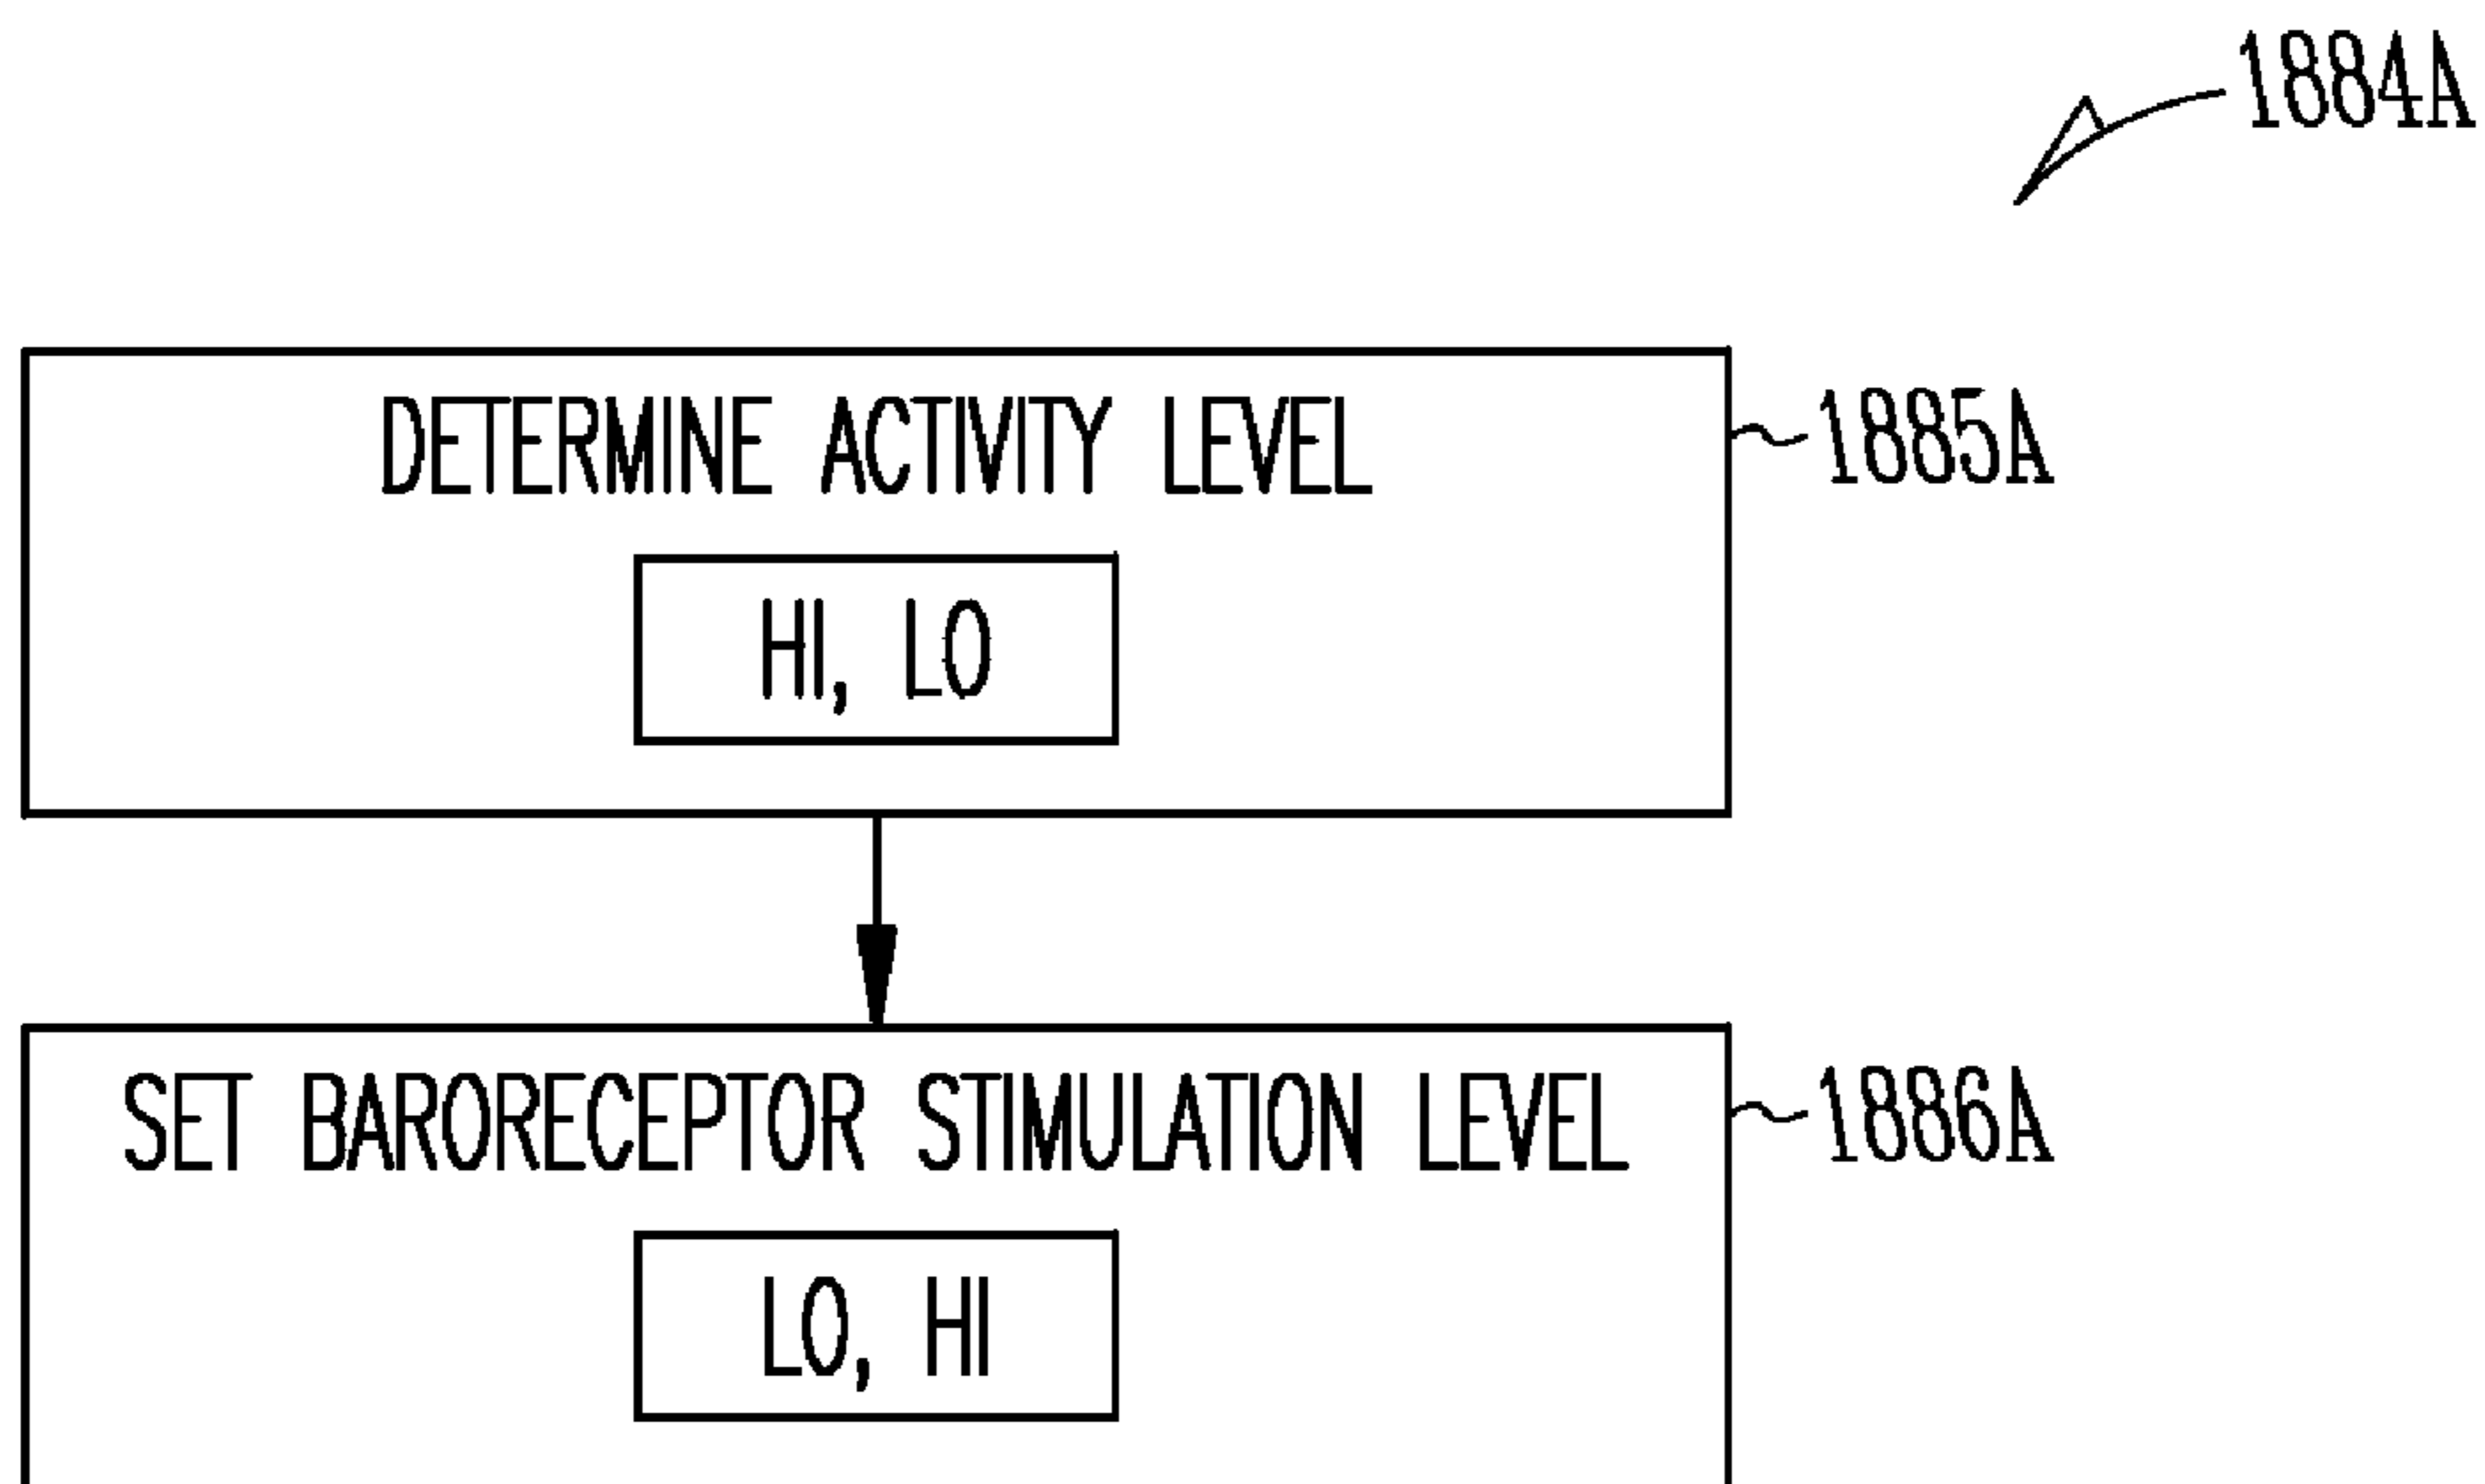 1884A
DETERMINE ACTIVITY LEVEL
1885A
HI, LO
SET BARORECEPTOR STIMULATION LEVEL
1886A
LO, HI